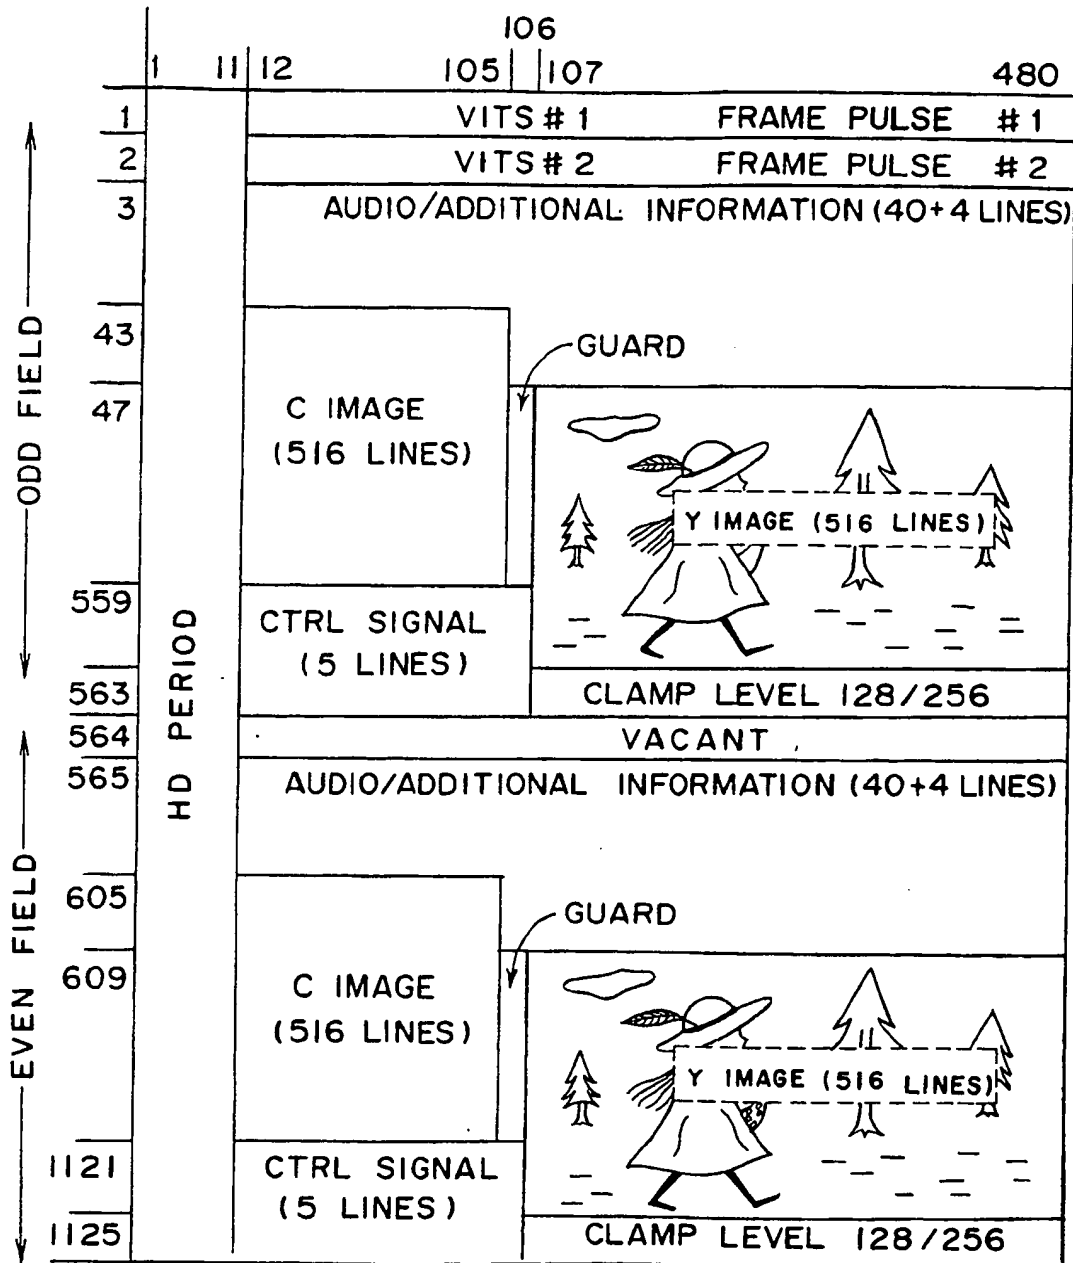 106
1 11 12 105 107 480
1 VITS # 1 FRAME PULSE # 1
2 VITS # 2 FRAME PULSE # 2
3 AUDIO/ADDITIONAL INFORMATION (40+4 LINES)
ODD FIELD
43
GUARD
47
C IMAGE
(516 LINES)
Y IMAGE (516 LINES)
559
CTRL SIGNAL
(5 LINES)
HD PERIOD
563 CLAMP LEVEL 128/256
564 VACANT
565 AUDIO/ADDITIONAL INFORMATION (40+4 LINES)
EVEN FIELD
605
GUARD
609
C IMAGE
(516 LINES)
Y IMAGE (516 LINES)
1121
CTRL SIGNAL
(5 LINES)
1125 CLAMP LEVEL 128/256